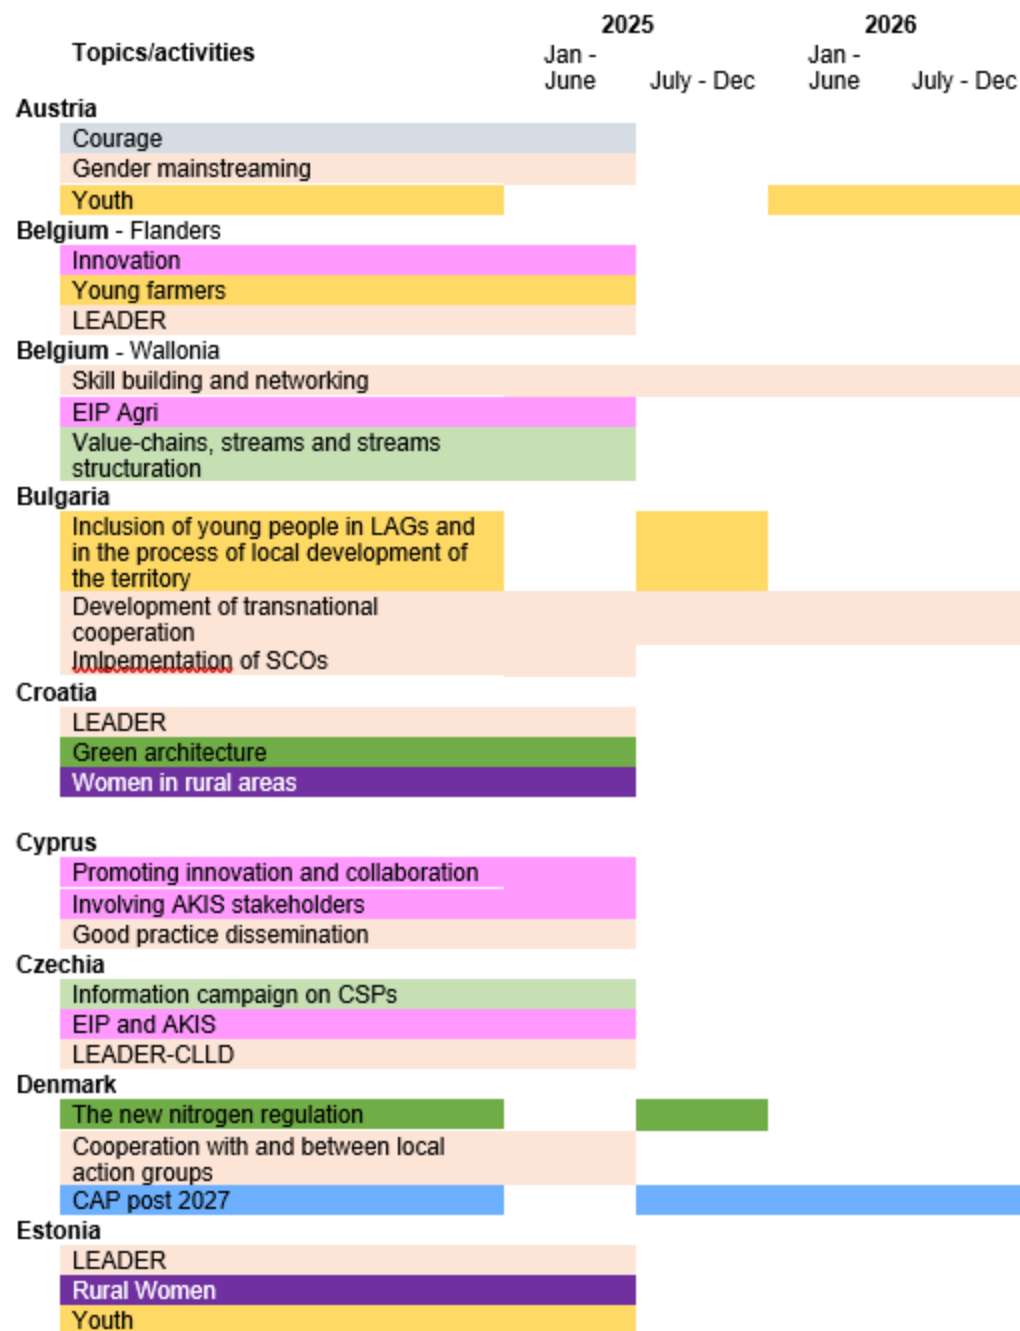 2025 2026
Topics/activities
Jan -
June
July - Dec
Jan -
June
July - Dec
Austria
Courage
Gender mainstreaming
Youth
Belgium - Flanders
Innovation
Young farmers
LEADER
Belgium - Wallonia
Skill building and networking
EIP Agri
Value-chains, streams and streams
structuration
Bulgaria
Inclusion of young people in LAGs and
in the process of local development of
the territory
Development of transnational
cooperation
Imlpementation of SCOs
Croatia
LEADER
Green architecture
Women in rural areas
Cyprus
Promoting innovation and collaboration
Involving AKIS stakeholders
Good practice dissemination
Czechia
Information campaign on CSPs
EIP and AKIS
LEADER-CLLD
Denmark
The new nitrogen regulation
Cooperation with and between local
action groups
CAP post 2027
Estonia
LEADER
Rural Women
Youth